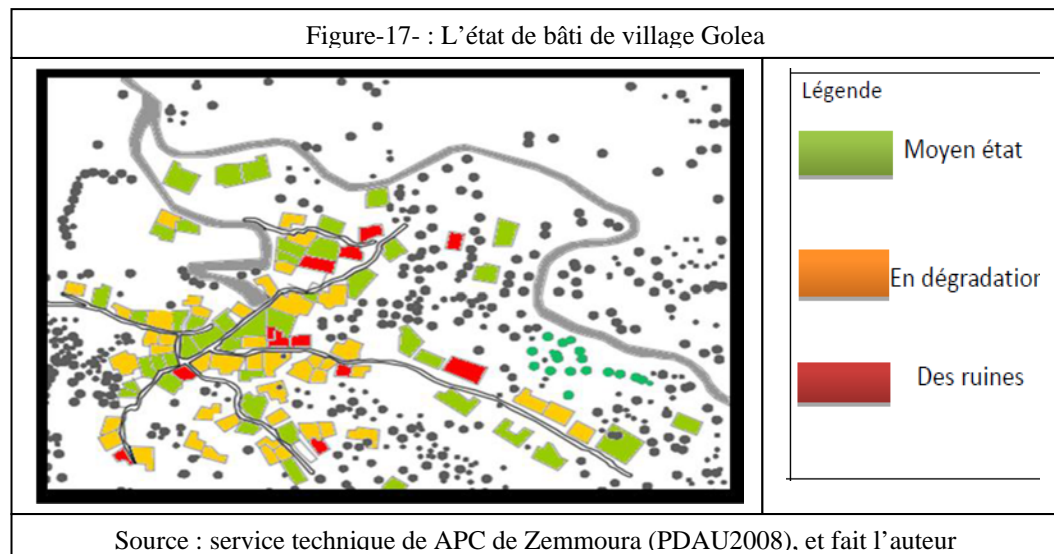 Figure-17- : L’état de bâti de village Golea
Légende
Moyen état
En dégradation
Des ruines
Source : service technique de APC de Zemmoura (PDAU2008), et fait l’auteur